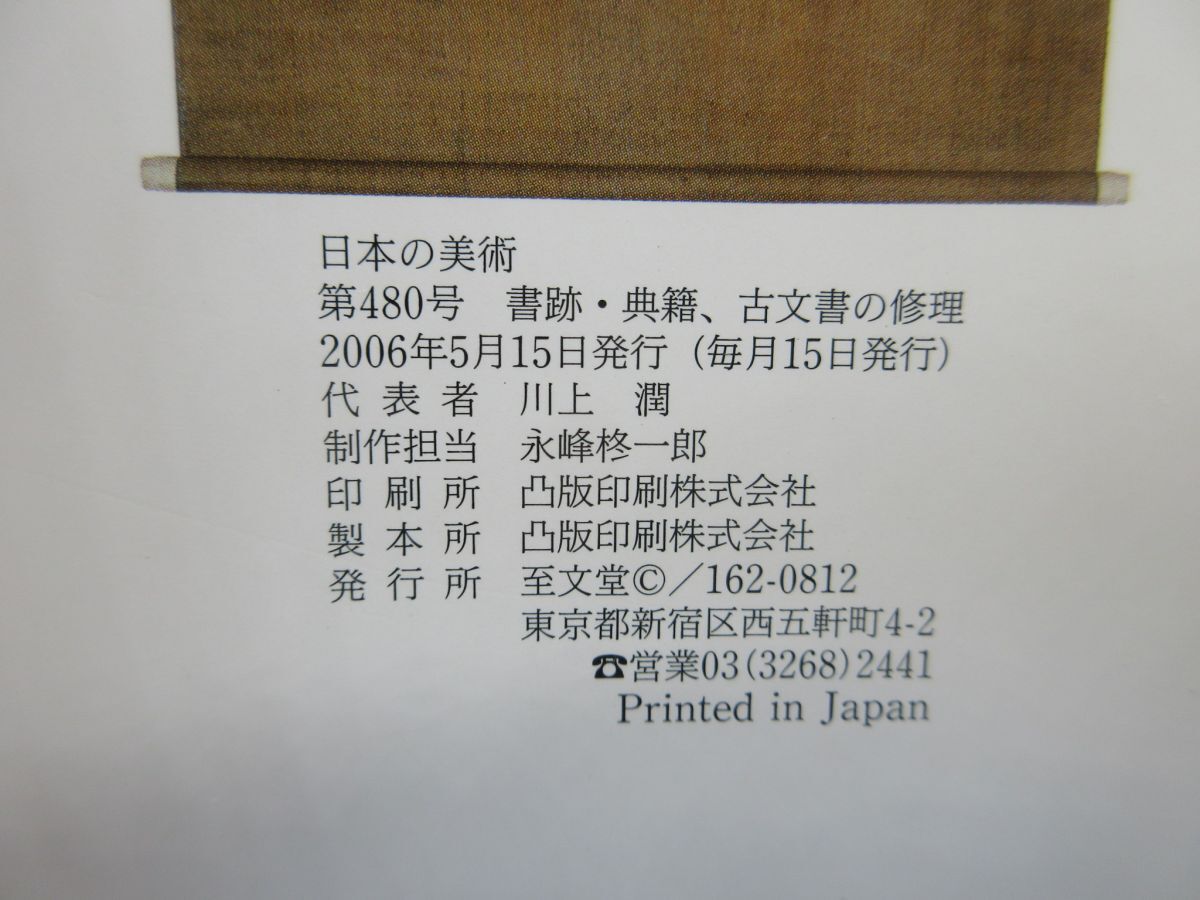 日本の美術
第480号　書跡・典籍、古文書の修理
2006年5月15日発行（毎月15日発行）
代 表 者　川上　潤
制作担当　永峰柊一郎
印 刷 所　凸版印刷株式会社
製 本 所　凸版印刷株式会社
発 行 所　至文堂©／162-0812
東京都新宿区西五軒町4-2
☎営業03(3268)2441
Printed in Japan